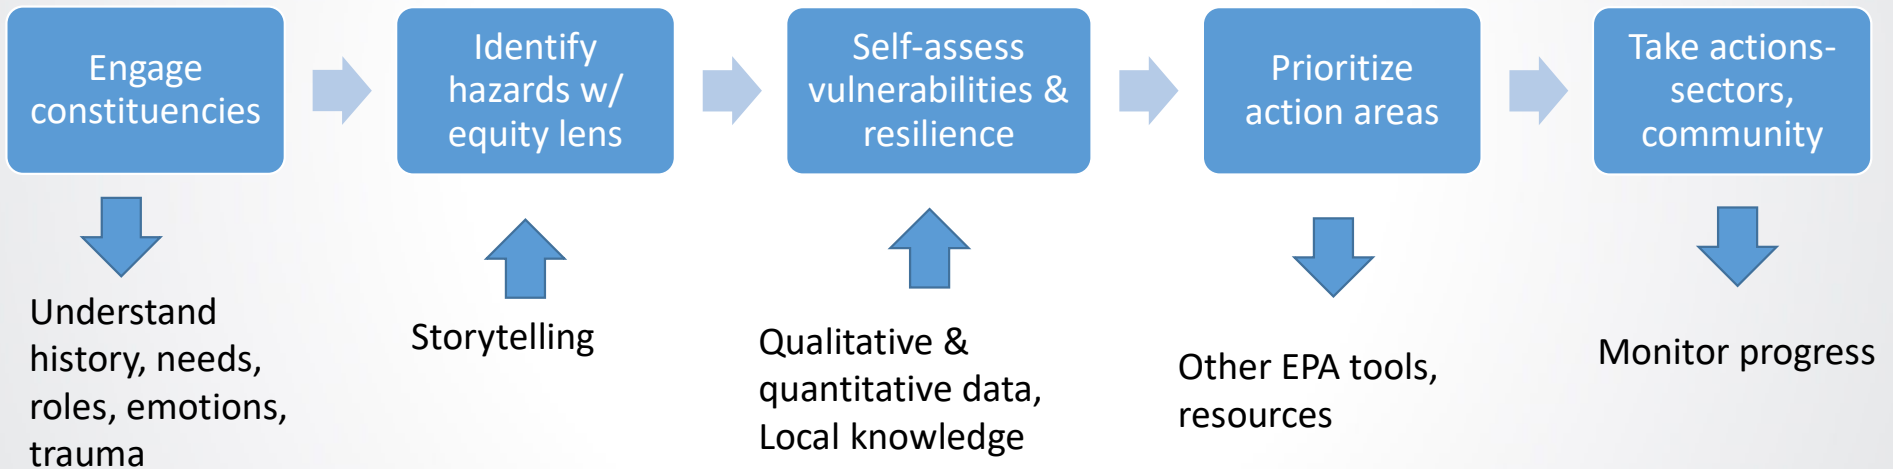 Engage
constituencies
Identify
hazards w/
equity lens
Self-assess
vulnerabilities &
resilience
Prioritize
action areas
Take actions-
sectors,
community
Understand
history, needs,
roles, emotions,
trauma
Storytelling
Qualitative &
quantitative data,
Local knowledge
Other EPA tools,
resources
Monitor progress